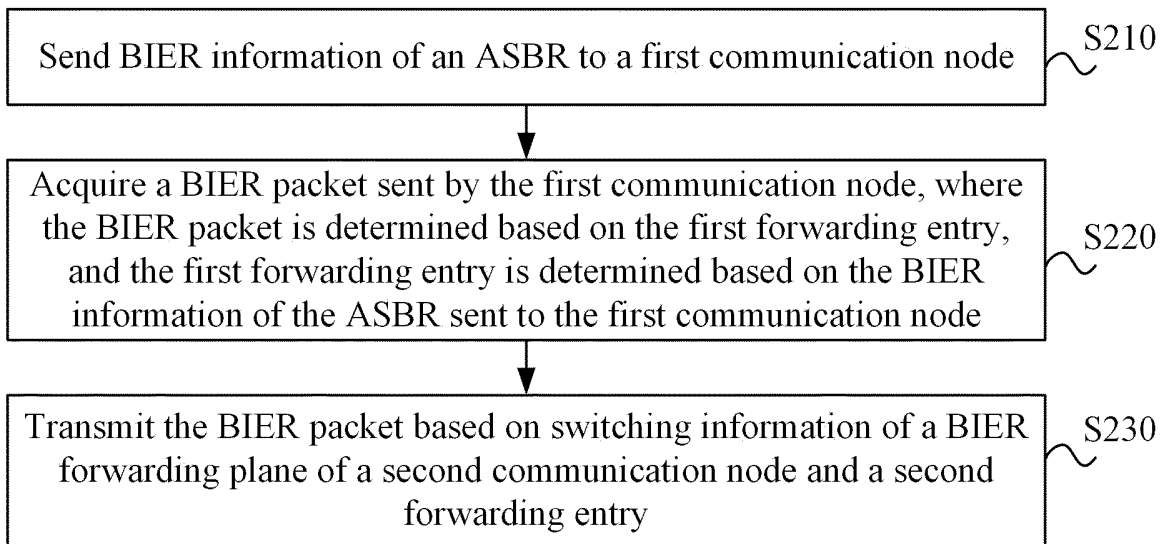 Send BIER information of an ASBR to a first communication node
S210
Acquire a BIER packet sent by the first communication node, where
the BIER packet is determined based on the first forwarding entry,
and the first forwarding entry is determined based on the BIER
information of the ASBR sent to the first communication node
S220
Transmit the BIER packet based on switching information of a BIER
forwarding plane of a second communication node and a second
forwarding entry
S230